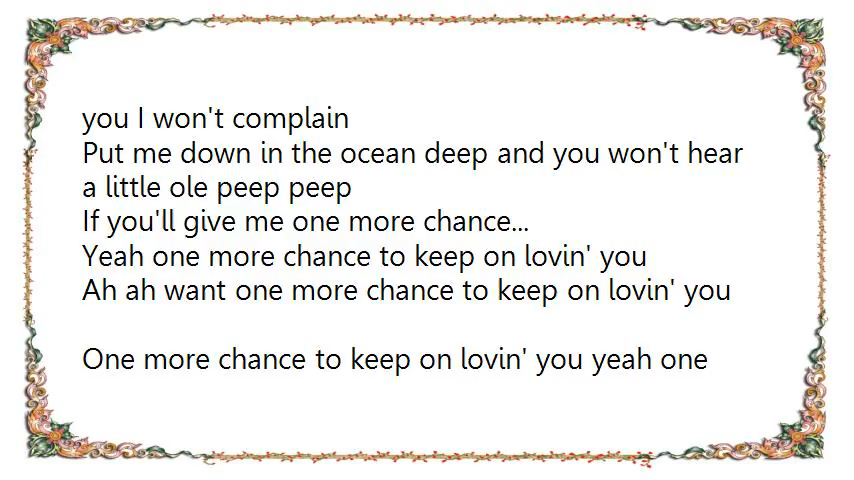 you I won't complain
Put me down in the ocean deep and you won't hear
a little ole peep peep
If you'll give me one more chance...
Yeah one more chance to keep on lovin' you
Ah ah want one more chance to keep on lovin' you
One more chance to keep on lovin' you yeah one